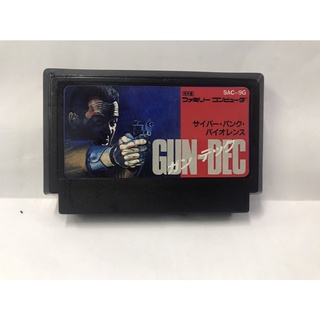 SAC-9G
ファミリー コンピュータ
サイバー・パンク・
バイオレンス
GUN-DEC
ガンデック